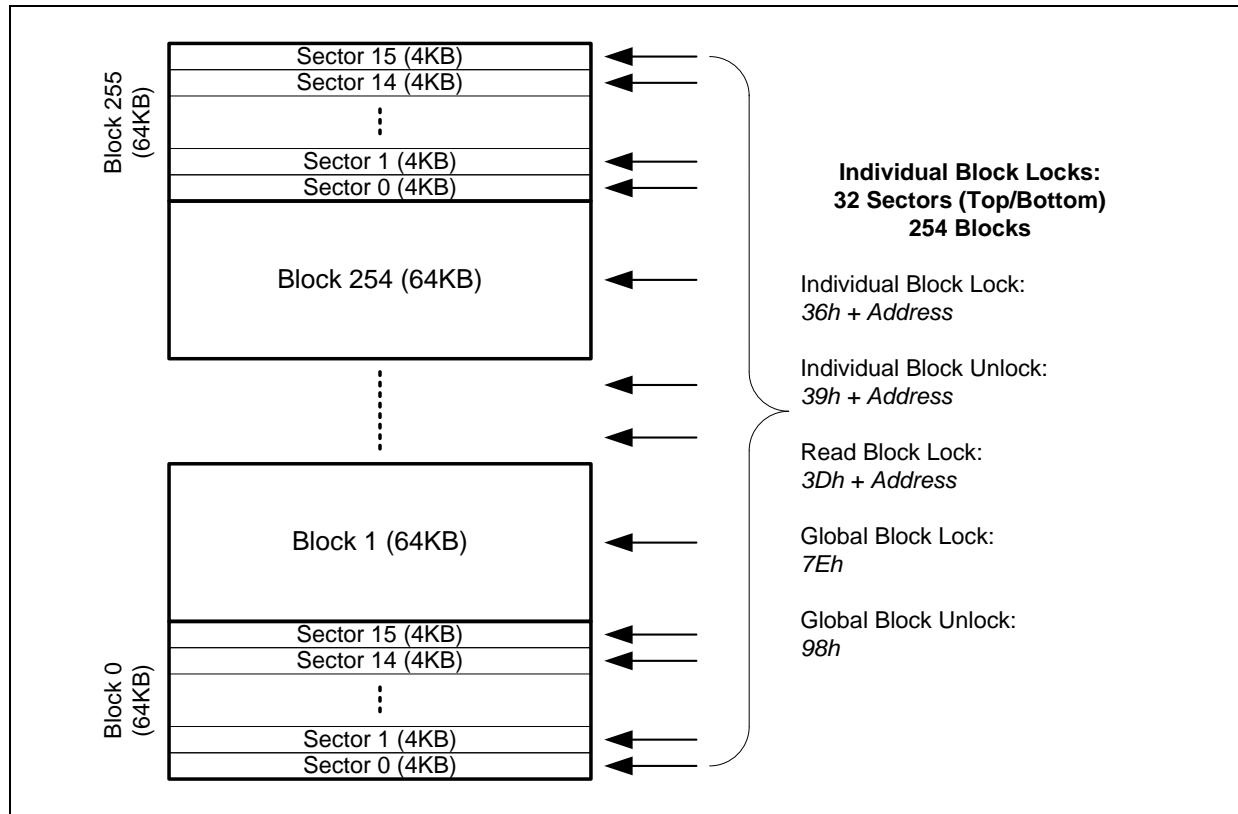 Block 255
(64KB)
Sector 15 (4KB)
Sector 14 (4KB)
Sector 1 (4KB)
Sector 0 (4KB)
Block 254 (64KB)
Block 1 (64KB)
Block 0
(64KB)
Sector 15 (4KB)
Sector 14 (4KB)
Sector 1 (4KB)
Sector 0 (4KB)
Individual Block Locks:
32 Sectors (Top/Bottom)
254 Blocks
Individual Block Lock:
36h + Address
Individual Block Unlock:
39h + Address
Read Block Lock:
3Dh + Address
Global Block Lock:
7Eh
Global Block Unlock:
98h